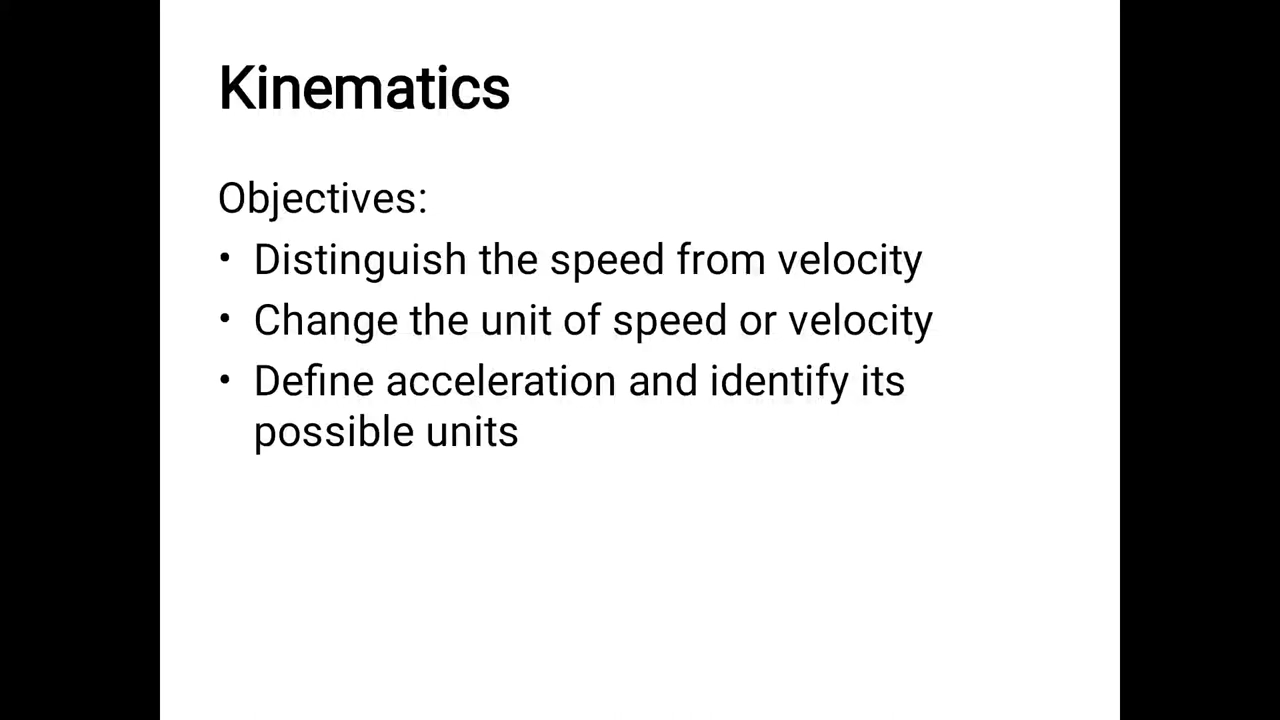 Kinematics
Objectives:
• Distinguish the speed from velocity
• Change the unit of speed or velocity
• Define acceleration and identify its
possible units